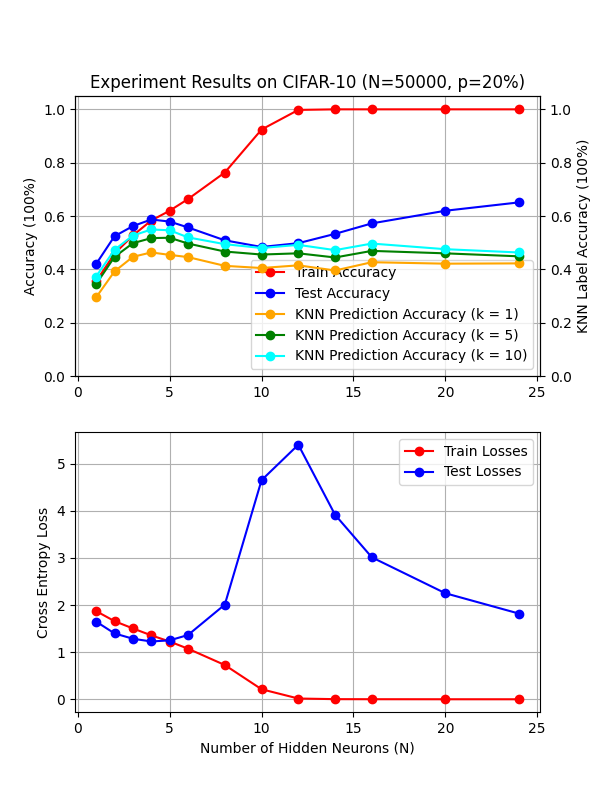 Experiment Results on CIFAR-10 (N=50000, p=20%)
1.0
0.8
0.6
0.4
0.2
0.0
Accuracy (100%)
1.0
0.8
0.6
0.4
0.2
0.0
KNN Label Accuracy (100%)
Train Accuracy
Test Accuracy
KNN Prediction Accuracy (k = 1)
KNN Prediction Accuracy (k = 5)
KNN Prediction Accuracy (k = 10)
0 5 10 15 20 25
5
4
3
2
1
0
Cross Entropy Loss
Train Losses
Test Losses
0 5 10 15 20 25
Number of Hidden Neurons (N)